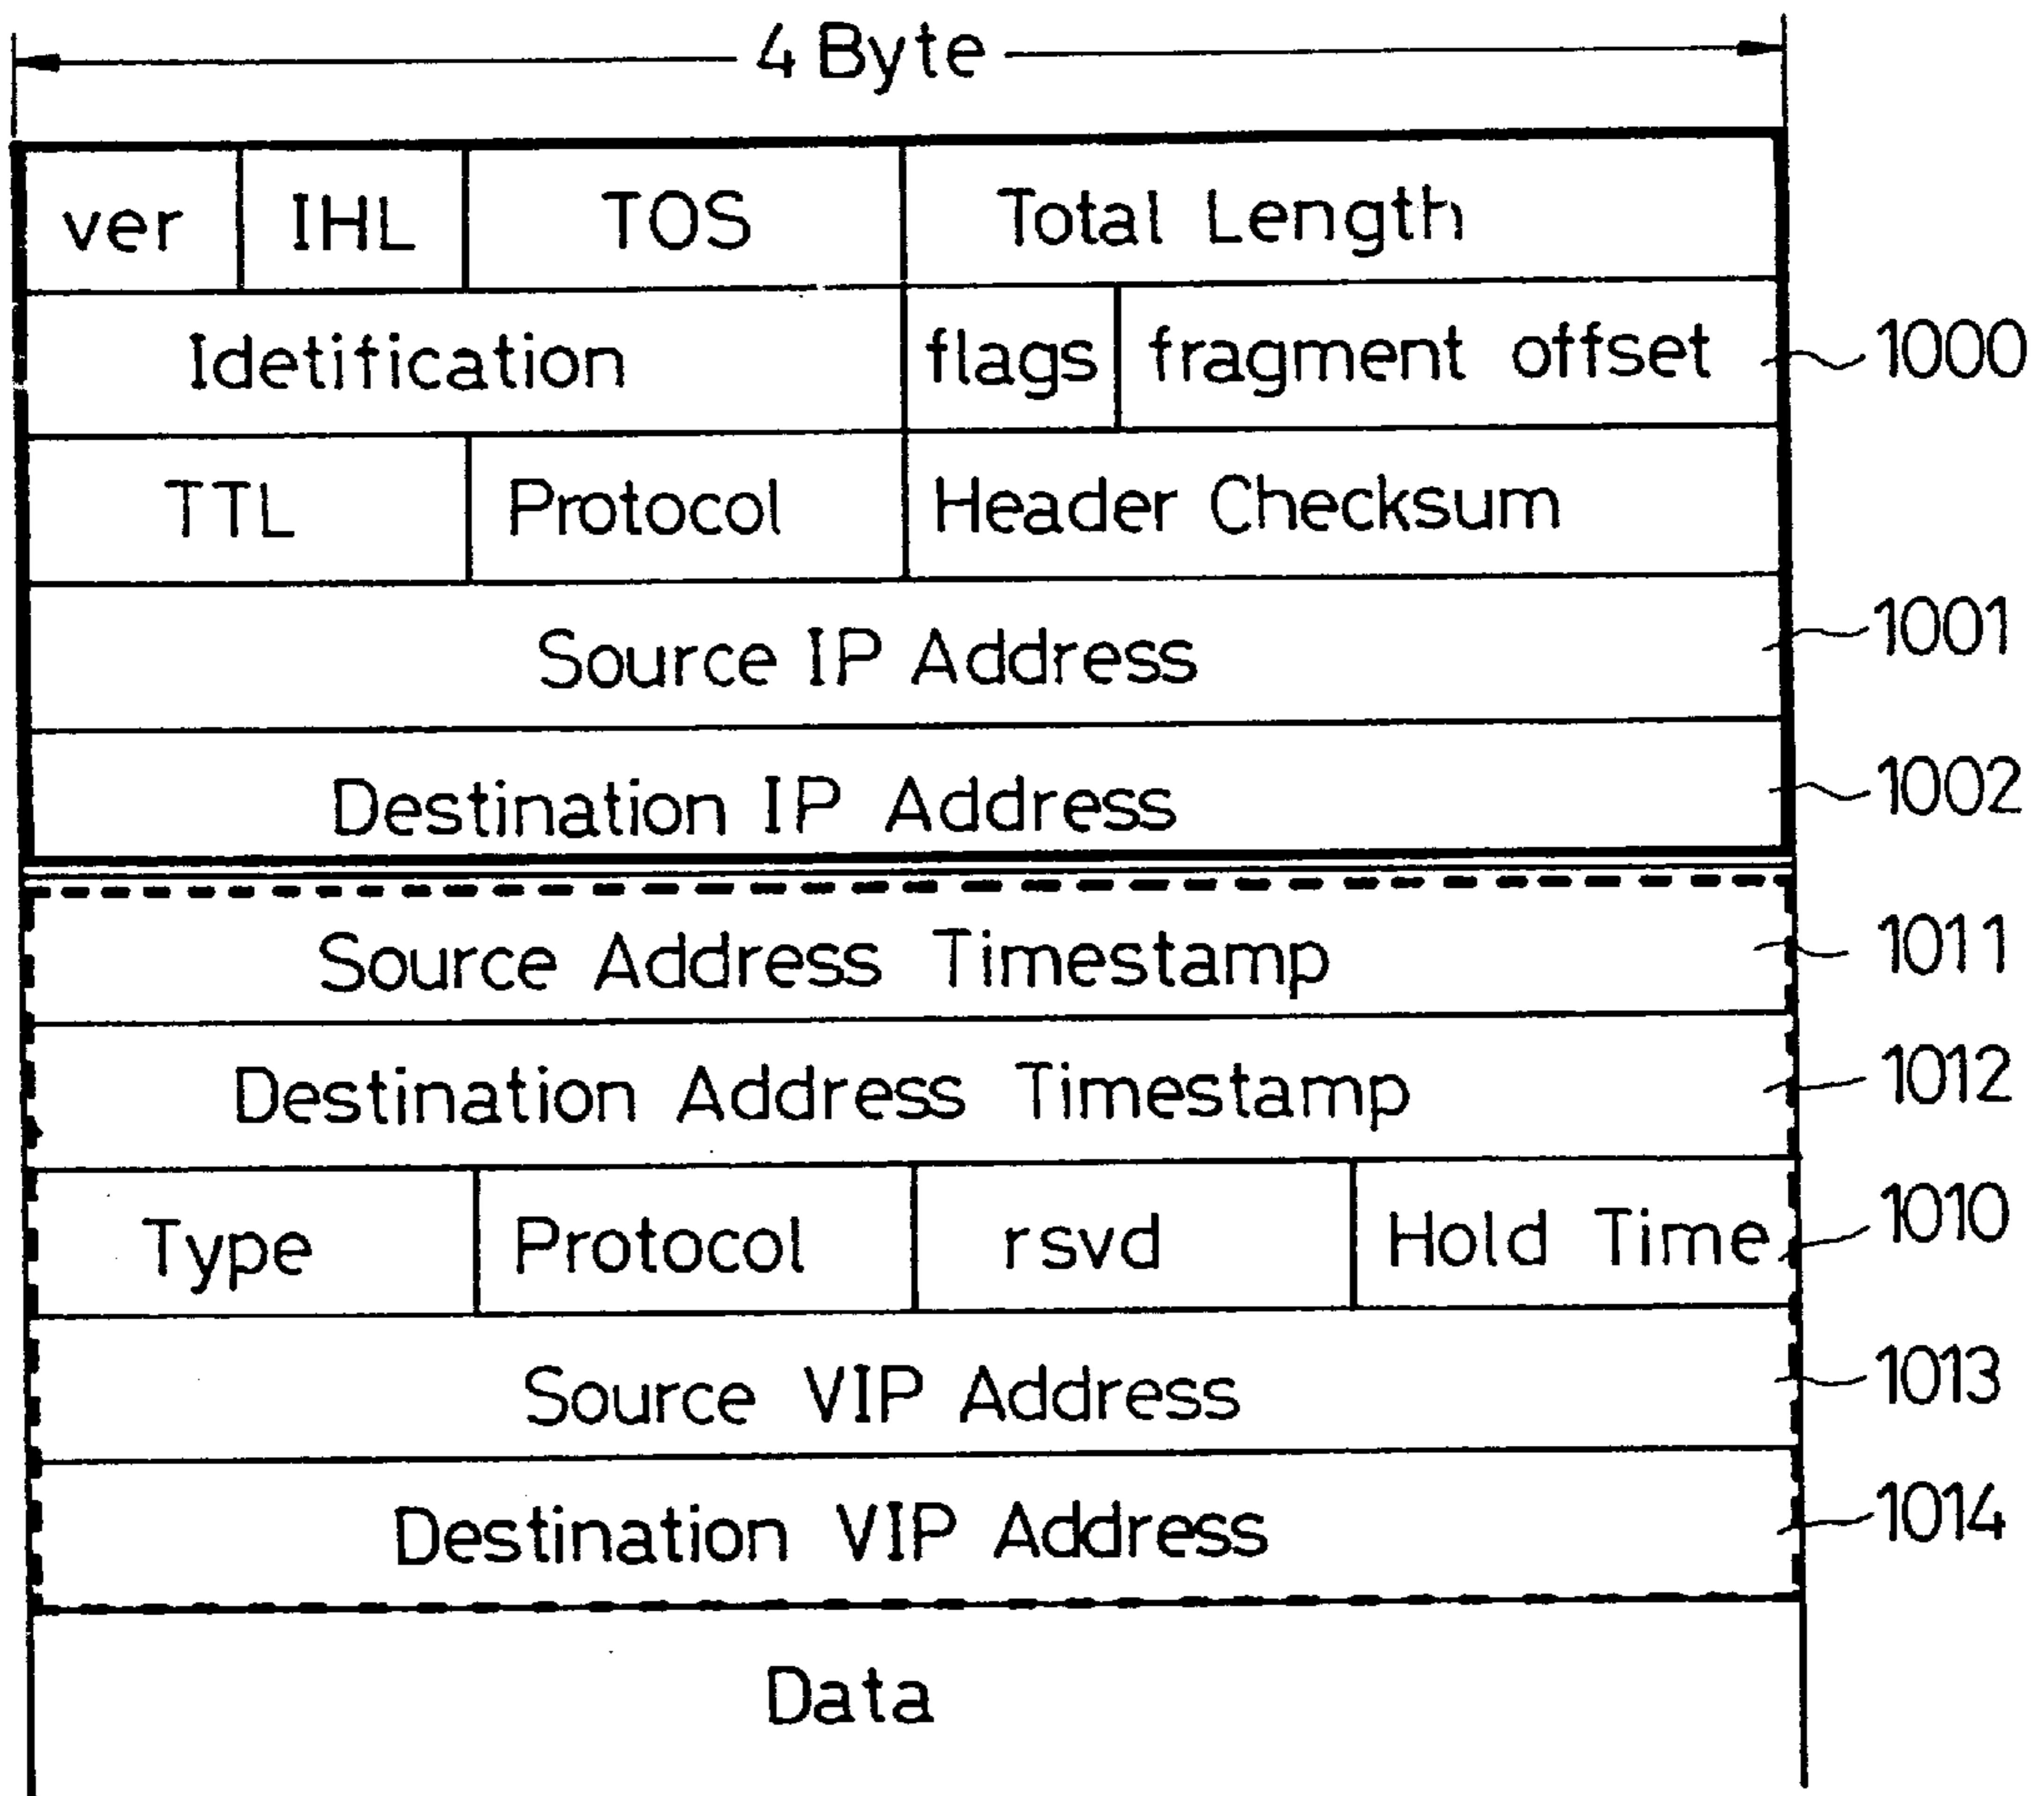 4 Byte
ver IHL TOS Total Length
Idetification flags fragment offset 1000
TTL Protocol Header Checksum
Source IP Address 1001
Destination IP Address 1002
Source Address Timestamp 1011
Destination Address Timestamp 1012
Type Protocol rsvd Hold Time 1010
Source VIP Address 1013
Destination VIP Address 1014
Data